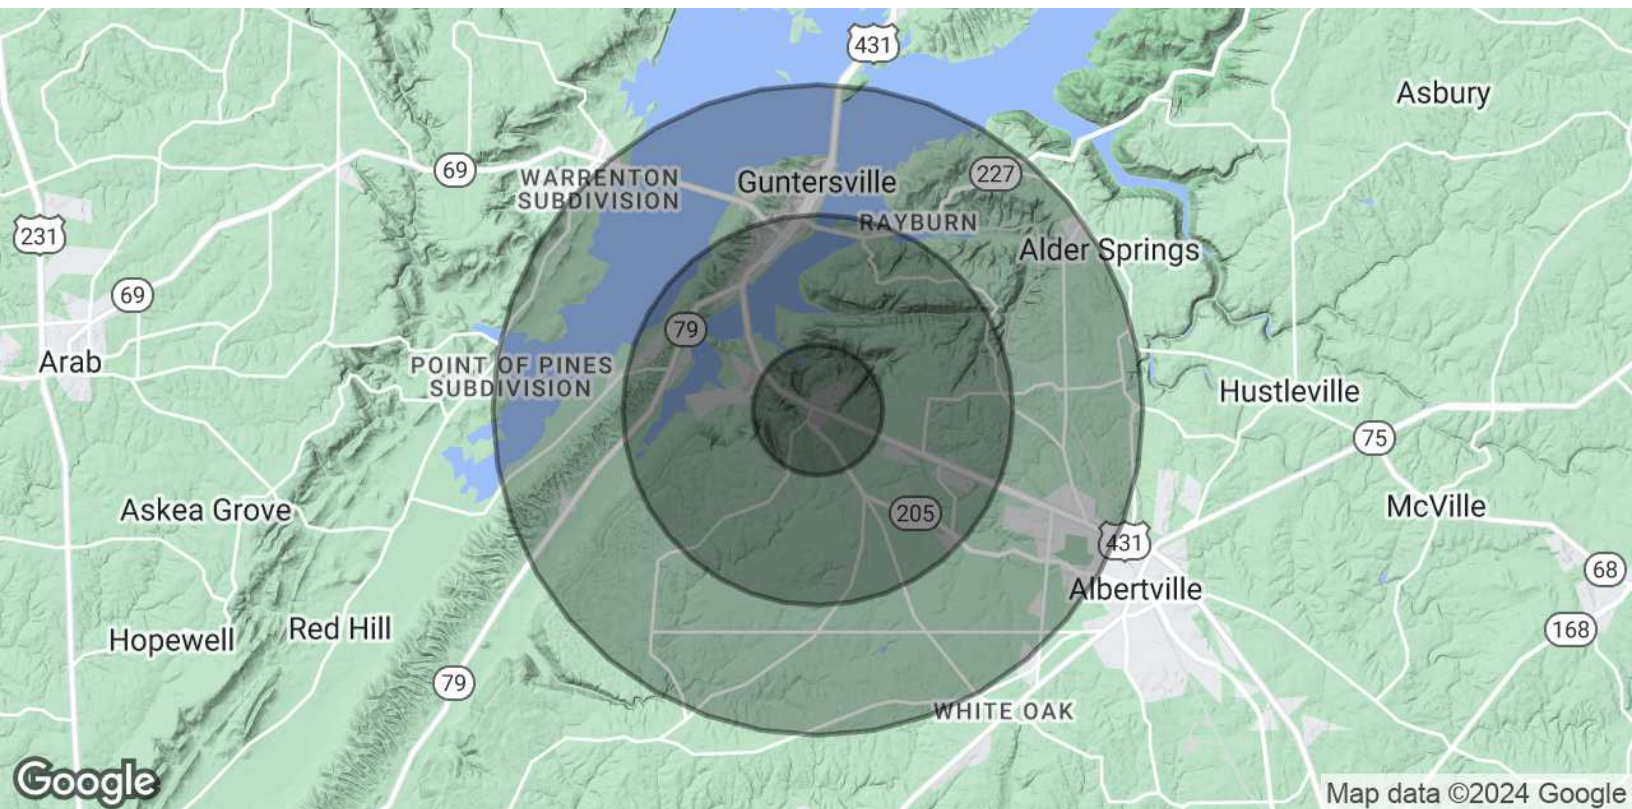 431
Asbury
69
WARRENTON
SUBDIVISION
Guntersville
227
RAYBURN
231
Alder Springs
69
79
Arab
POINT OF PINES
SUBDIVISION
Hustleville
75
Askea Grove
205
McVille
431
68
Albertville
Hopewell
Red Hill
168
79
WHITE OAK
Google
Map data ©2024 Google